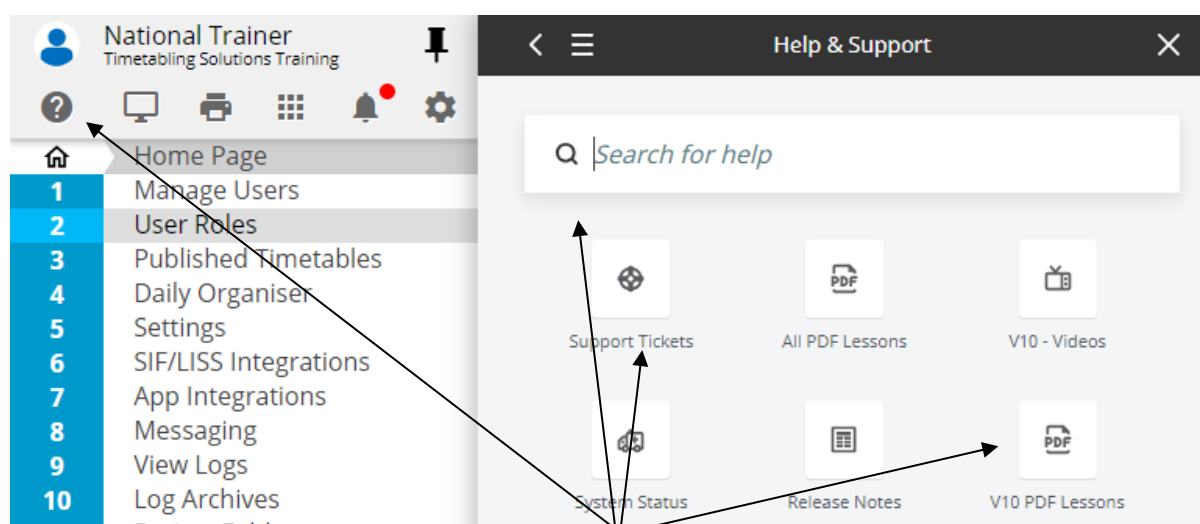 National Trainer
Timetabling Solutions Training
Home Page
1 Manage Users
2 User Roles
3 Published Timetables
4 Daily Organiser
5 Settings
6 SIF/LISS Integrations
7 App Integrations
8 Messaging
9 View Logs
10 Log Archives
Help & Support
Search for help
Support Tickets
PDF
All PDF Lessons
V10 - Videos
System Status
Release Notes
PDF
V10 PDF Lessons